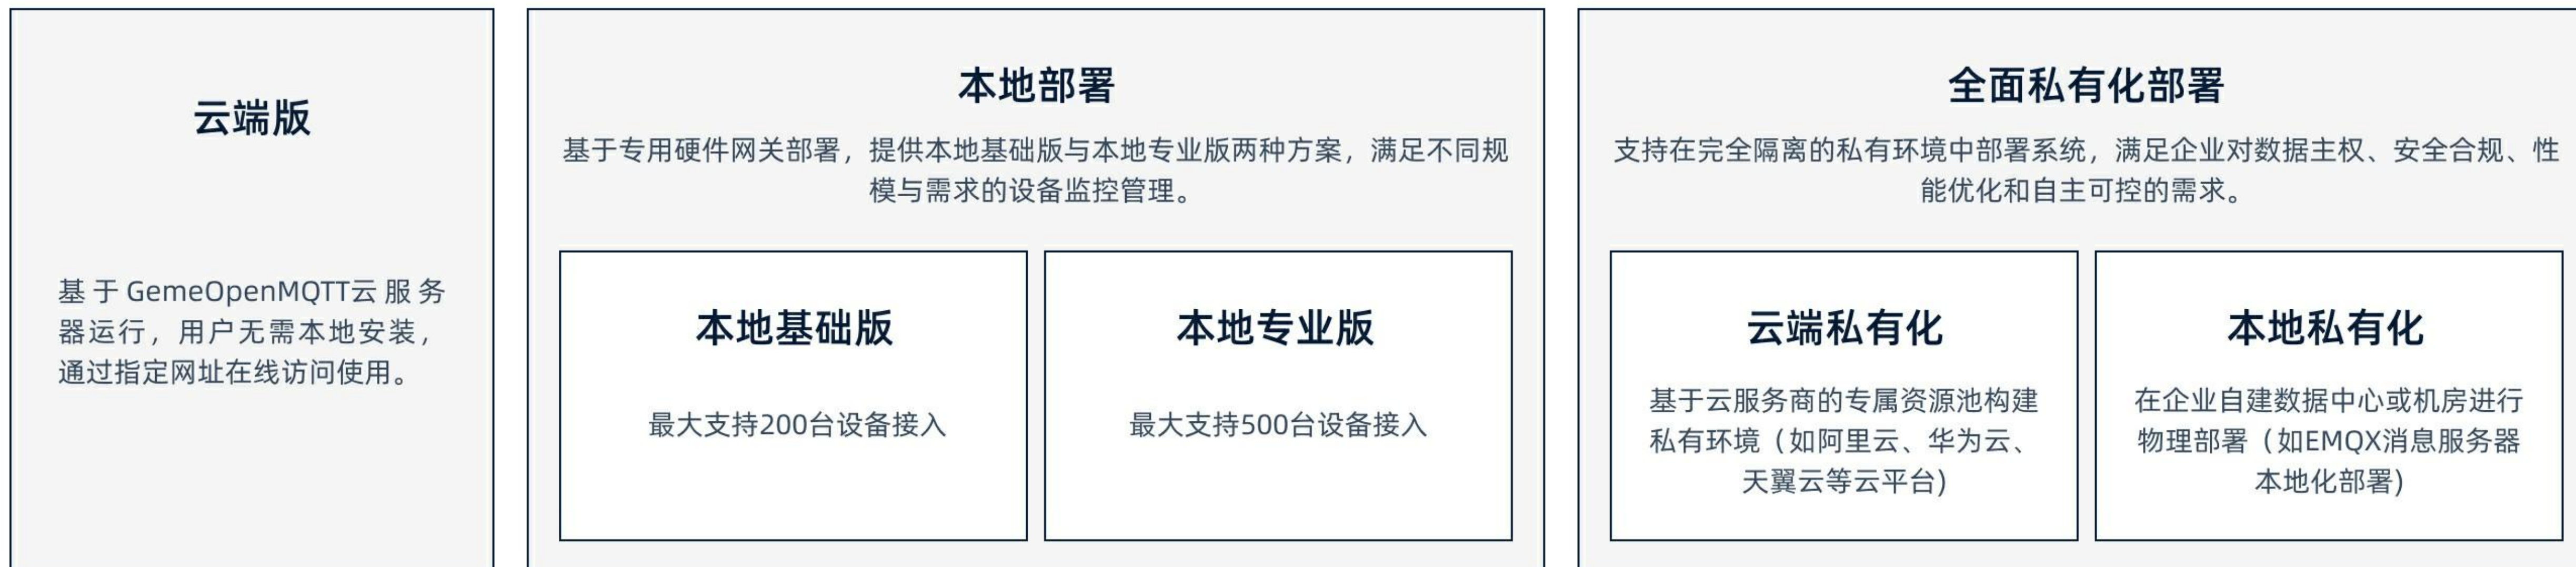 云端版
基于GemeOpenMQTT云服务
器运行，用户无需本地安装，
通过指定网址在线访问使用。
本地部署
基于专用硬件网关部署，提供本地基础版与本地专业版两种方案，满足不同规
模与需求的设备监控管理。
本地基础版
最大支持200台设备接入
本地专业版
最大支持500台设备接入
全面私有化部署
支持在完全隔离的私有环境中部署系统，满足企业对数据主权、安全合规、性
能优化和自主可控的需求。
云端私有化
基于云服务商的专属资源池构建
私有环境（如阿里云、华为云、
天翼云等云平台)
本地私有化
在企业自建数据中心或机房进行
物理部署（如EMQX消息服务器
本地化部署)